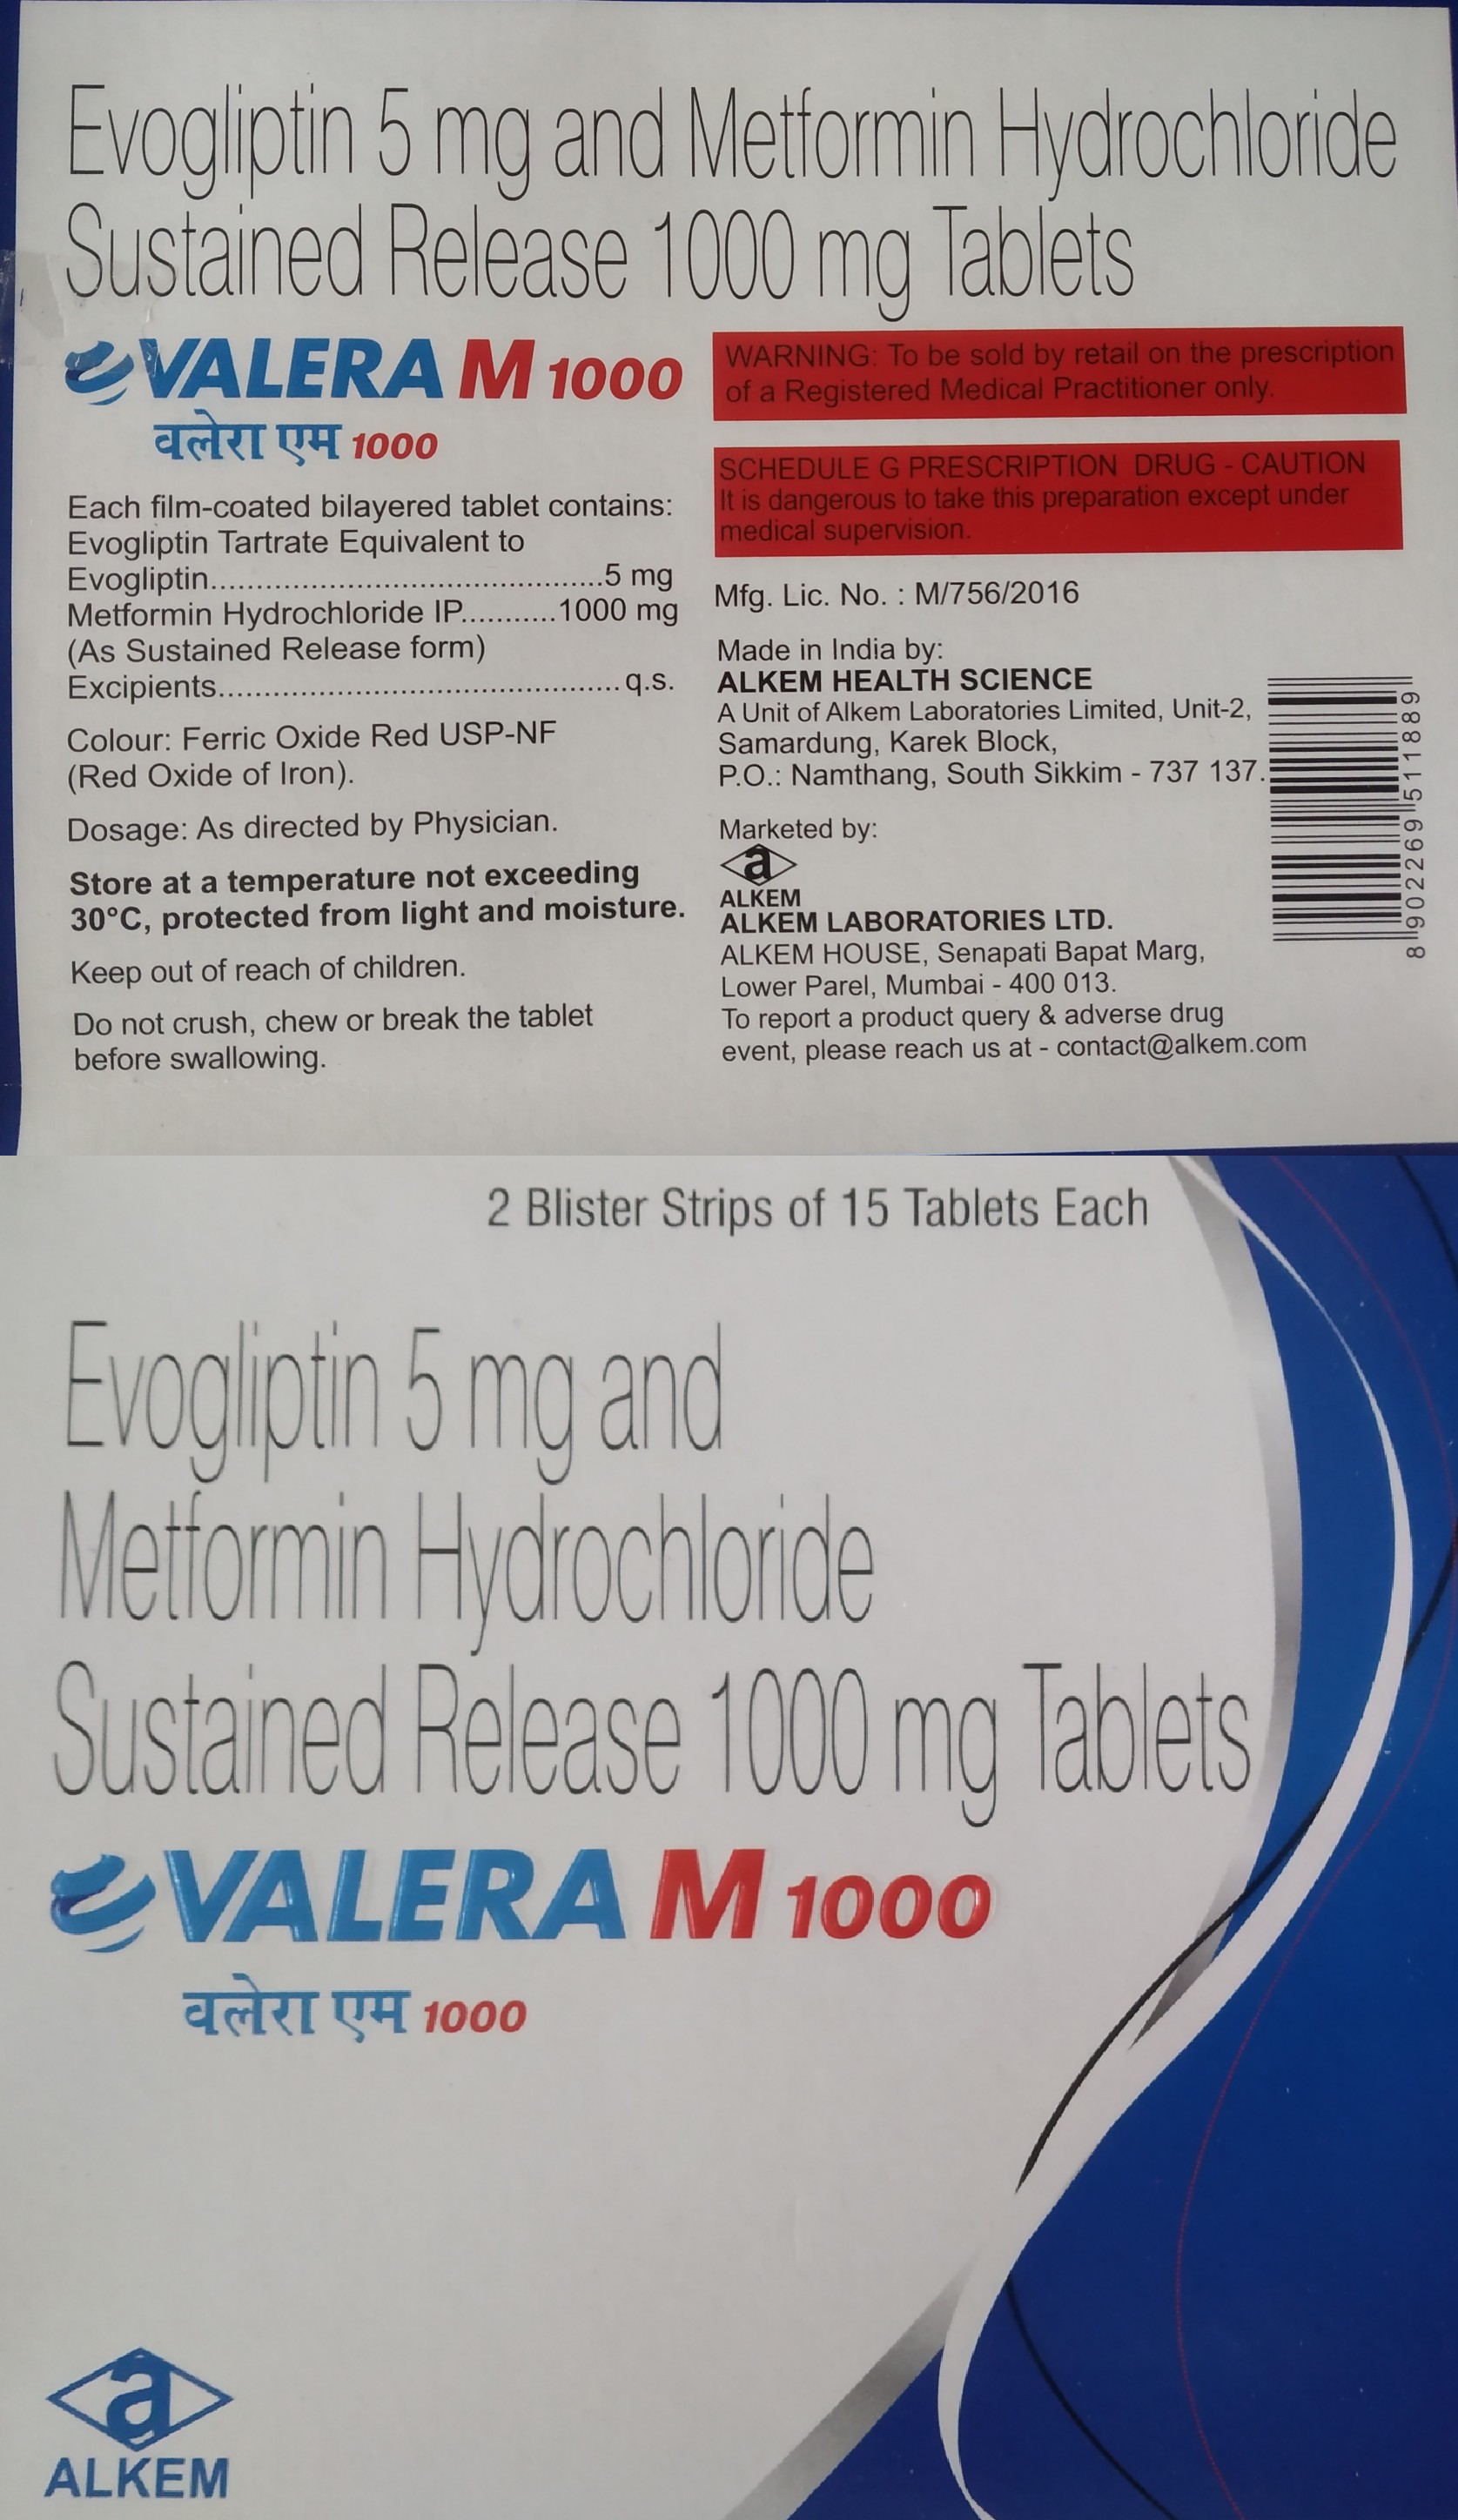 Evogliptin 5 mg and Metformin Hydrochloride
Sustained Release 1000 mg Tablets
VALERA M 1000
वलेरा एम 1000
Each film-coated bilayered tablet contains:
Evogliptin Tartrate Equivalent to
Evogliptin............................................5 mg
Metformin Hydrochloride IP...........1000 mg
(As Sustained Release form)
Excipients............................................. q.s.
Colour: Ferric Oxide Red USP-NF
(Red Oxide of Iron).
Dosage: As directed by Physician.
Store at a temperature not exceeding
30°C, protected from light and moisture.
Keep out of reach of children.
Do not crush, chew or break the tablet
before swallowing.
WARNING: To be sold by retail on the prescription
of a Registered Medical Practitioner only.
SCHEDULE G PRESCRIPTION DRUG - CAUTION
It is dangerous to take this preparation except under
medical supervision.
Mfg. Lic. No. : M/756/2016
Made in India by:
ALKEM HEALTH SCIENCE
A Unit of Alkem Laboratories Limited, Unit-2,
Samardung, Karek Block,
P.O.: Namthang, South Sikkim - 737 137.
Marketed by:
a
ALKEM
ALKEM LABORATORIES LTD.
ALKEM HOUSE, Senapati Bapat Marg,
Lower Parel, Mumbai - 400 013.
To report a product query & adverse drug
event, please reach us at - contact@alkem.com
8 902269 511889
2 Blister Strips of 15 Tablets Each
Evogliptin 5 mg and
Metformin Hydrochloride
Sustained Release 1000 mg Tablets
VALERA M 1000
वलेरा एम 1000
a
ALKEM